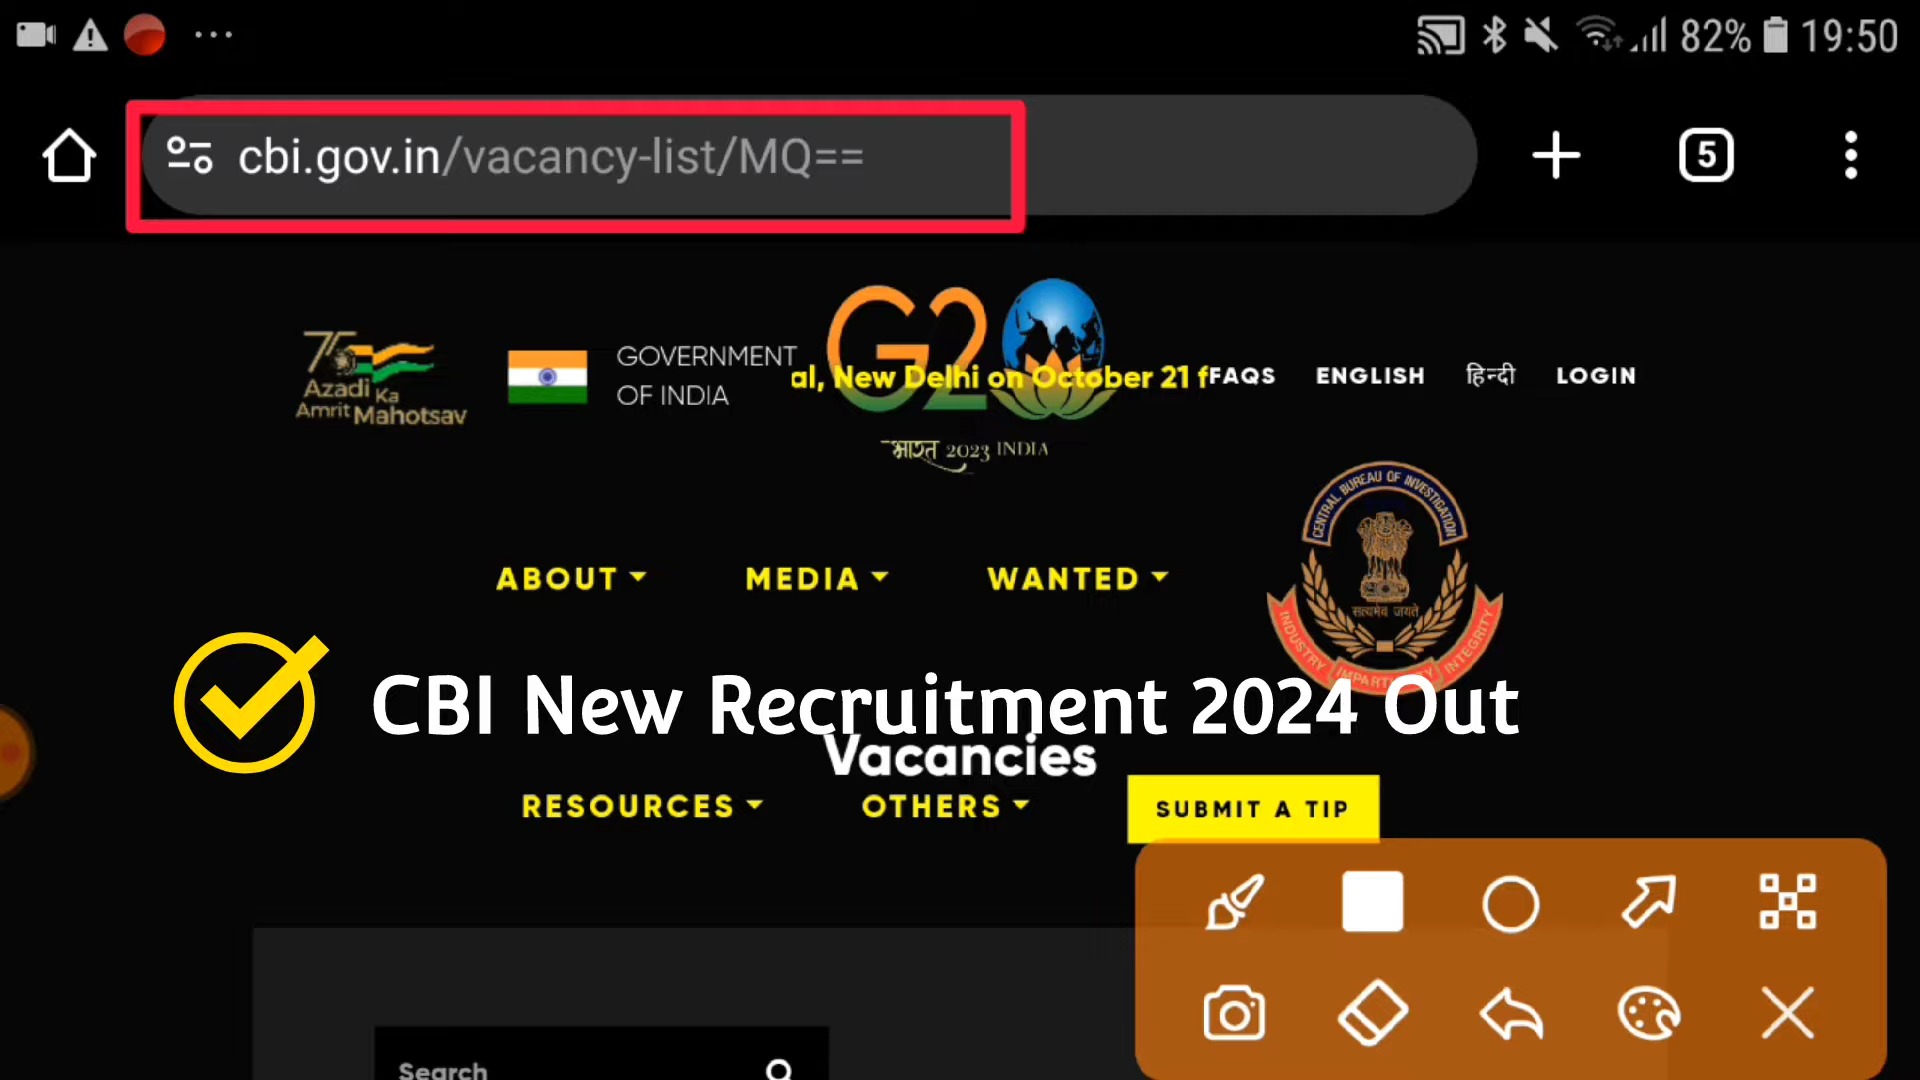 82% 19:50
cbi.gov.in/vacancy-list/MQ==
5
Azadi Ka
Amrit Mahotsav
GOVERNMENT
OF INDIA
G20
भारत 2023 INDIA
al, New Delhi on October 21 f
FAQS ENGLISH हिन्दी LOGIN
CENTRAL BUREAU OF INVESTIGATION
सत्यमेव जयते
INDUSTRY IMPARTIALITY INTEGRITY
ABOUT MEDIA WANTED
CBI New Recruitment 2024 Out
Vacancies
RESOURCES OTHERS SUBMIT A TIP
Search